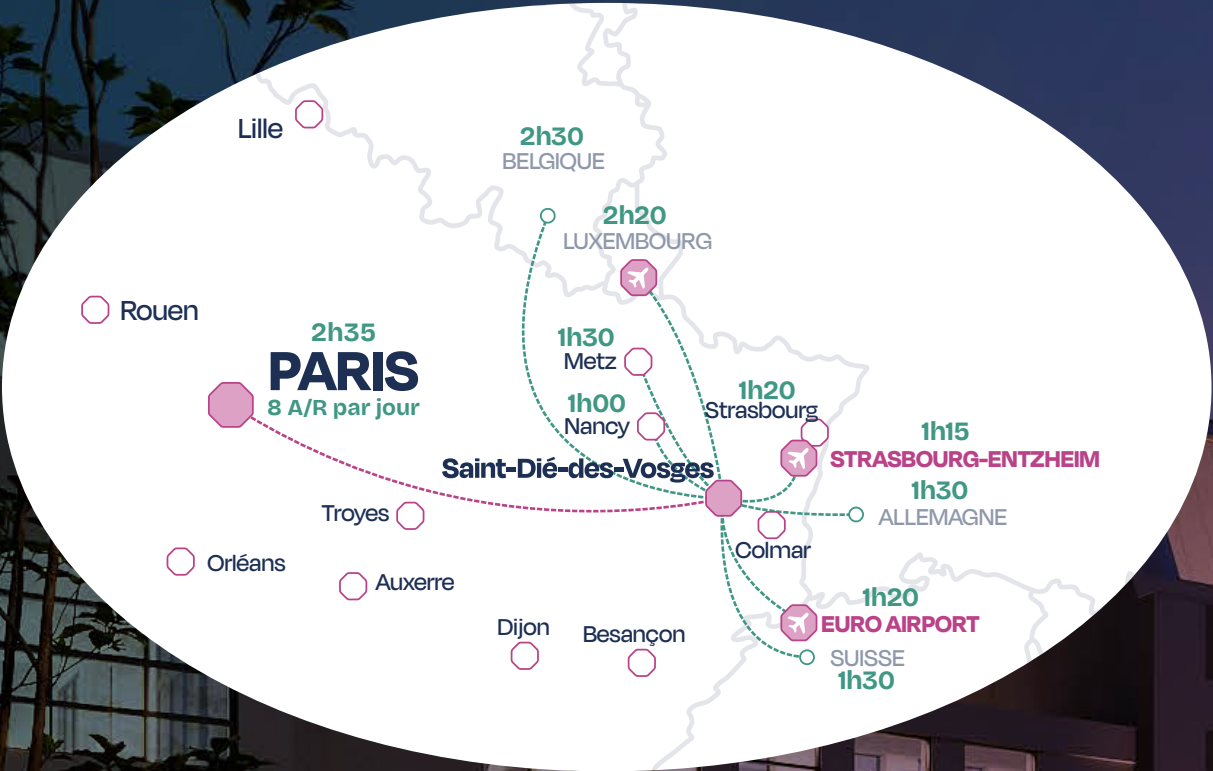 Lille
2h30
BELGIQUE
2h20
LUXEMBOURG
Rouen
2h35
PARIS
8 A/R par jour
1h30
Metz
1h00
Nancy
1h20
Strasbourg
1h15
STRASBOURG-ENTZHEIM
Saint-Dié-des-Vosges
1h30
ALLEMAGNE
Troyes
Colmar
Orléans
Auxerre
1h20
EURO AIRPORT
Dijon
Besançon
SUISSE
1h30